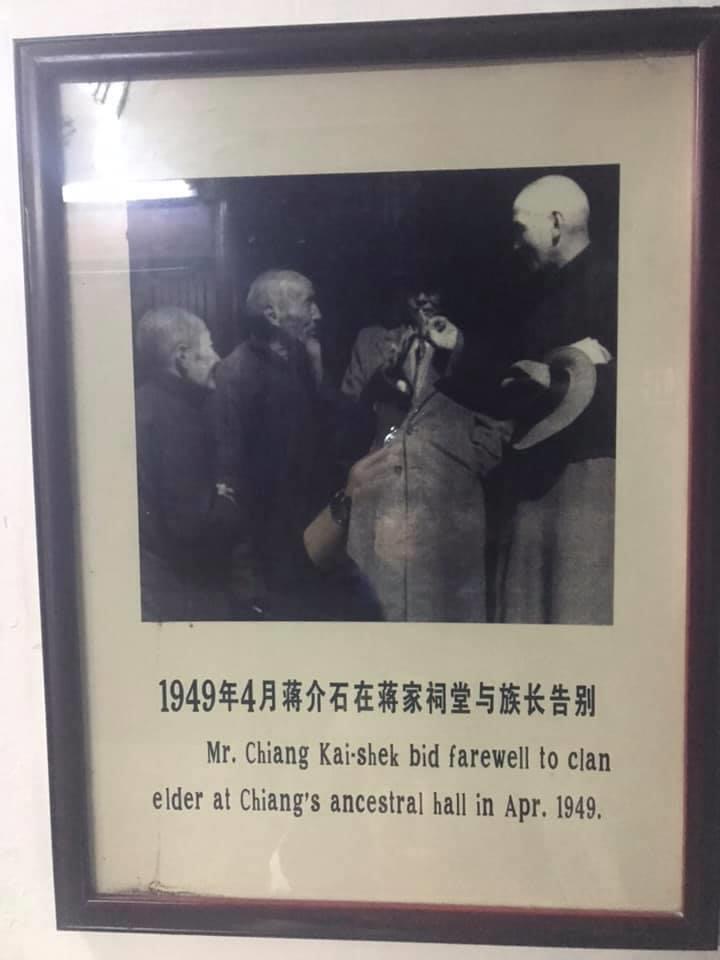 1949年4月蒋介石在蒋家祠堂与族长告别
Mr. Chiang Kai-shek bid farewell to clan
elder at Chiang's ancestral hall in Apr. 1949.